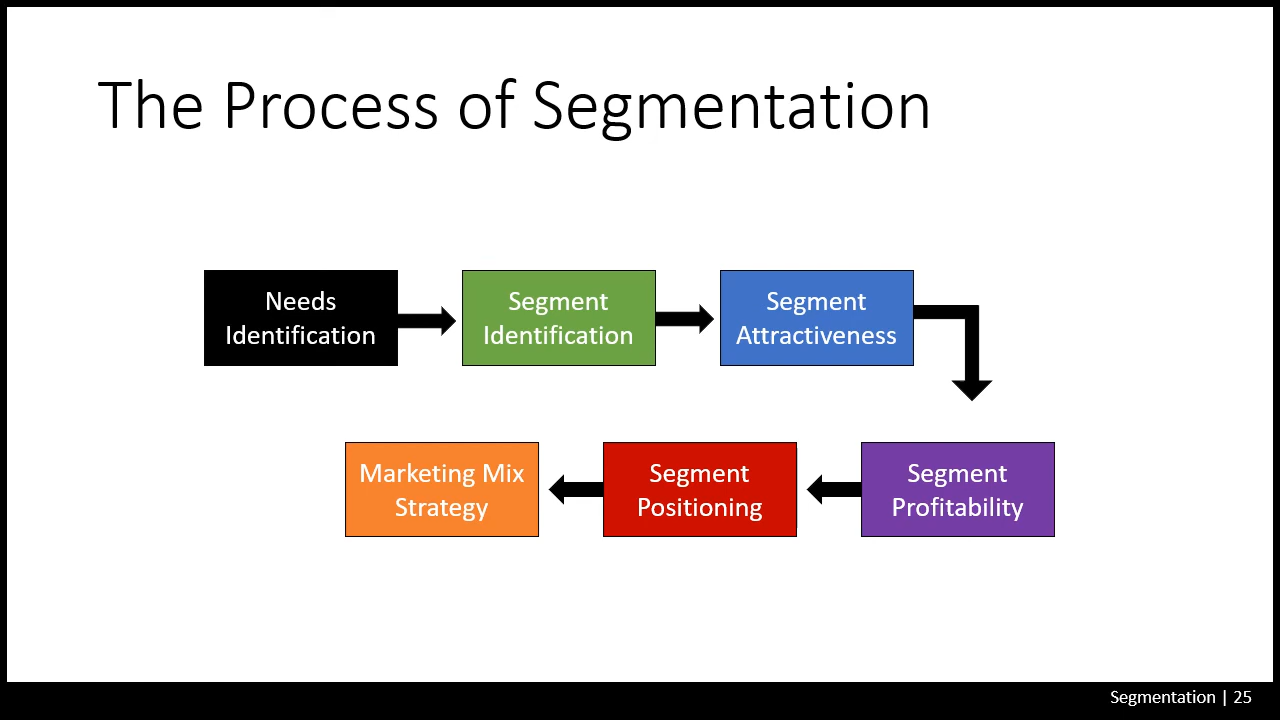 The Process of Segmentation
Needs
Identification
Segment
Identification
Segment
Attractiveness
Segment
Profitability
Segment
Positioning
Marketing Mix
Strategy
Segmentation | 25